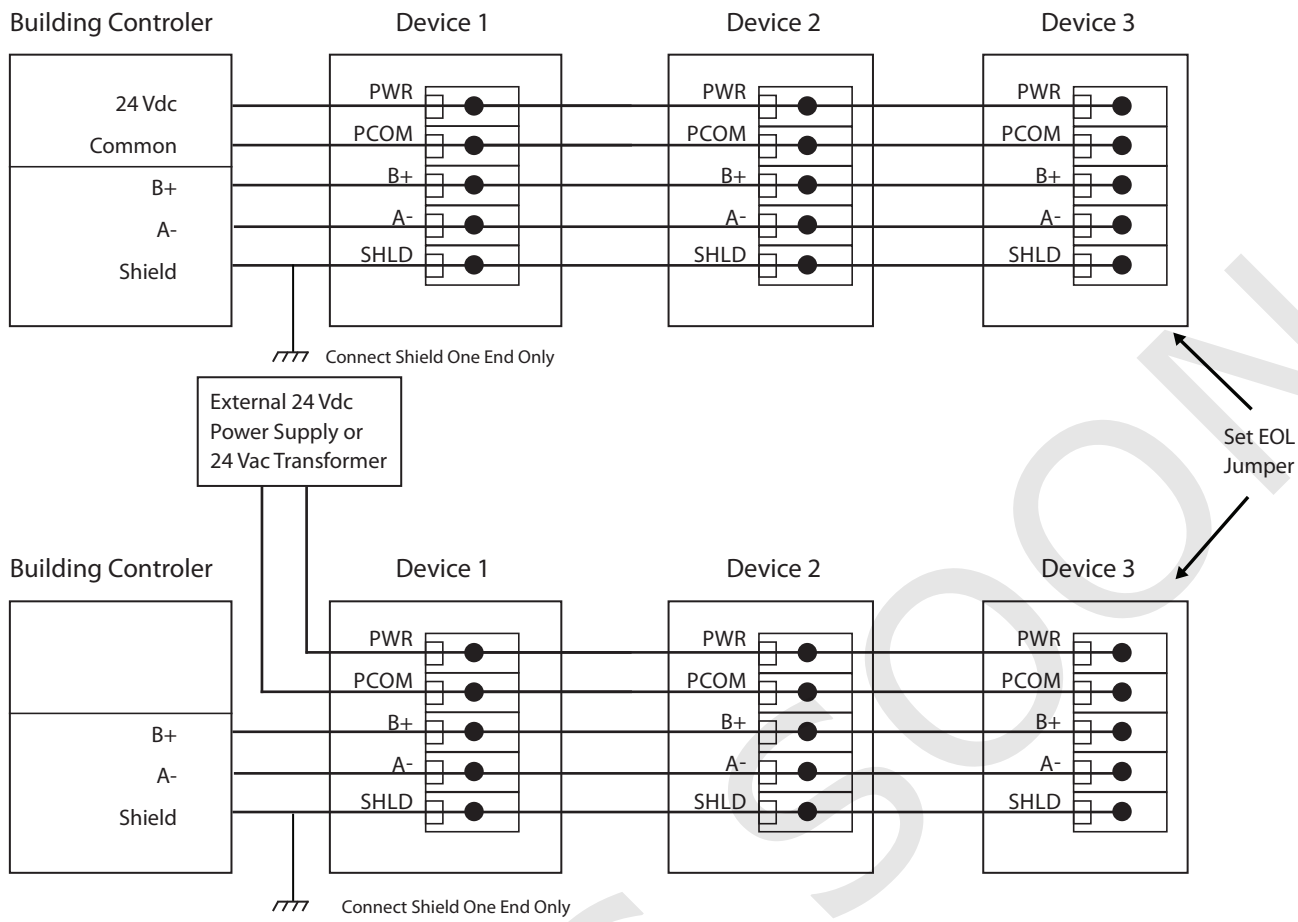 Building Controler Device 1 Device 2 Device 3
24 Vdc PWR PWR PWR
Common PCOM PCOM PCOM
B+ B+ B+ B+
A- A- A- A-
Shield SHLD SHLD SHLD
Connect Shield One End Only
External 24 Vdc
Power Supply or
24 Vac Transformer
Set EOL
Jumper
Building Controler Device 1 Device 2 Device 3
PWR PWR PWR
PCOM PCOM PCOM
B+ B+ B+ B+
A- A- A- A-
Shield SHLD SHLD SHLD
Connect Shield One End Only
SOON